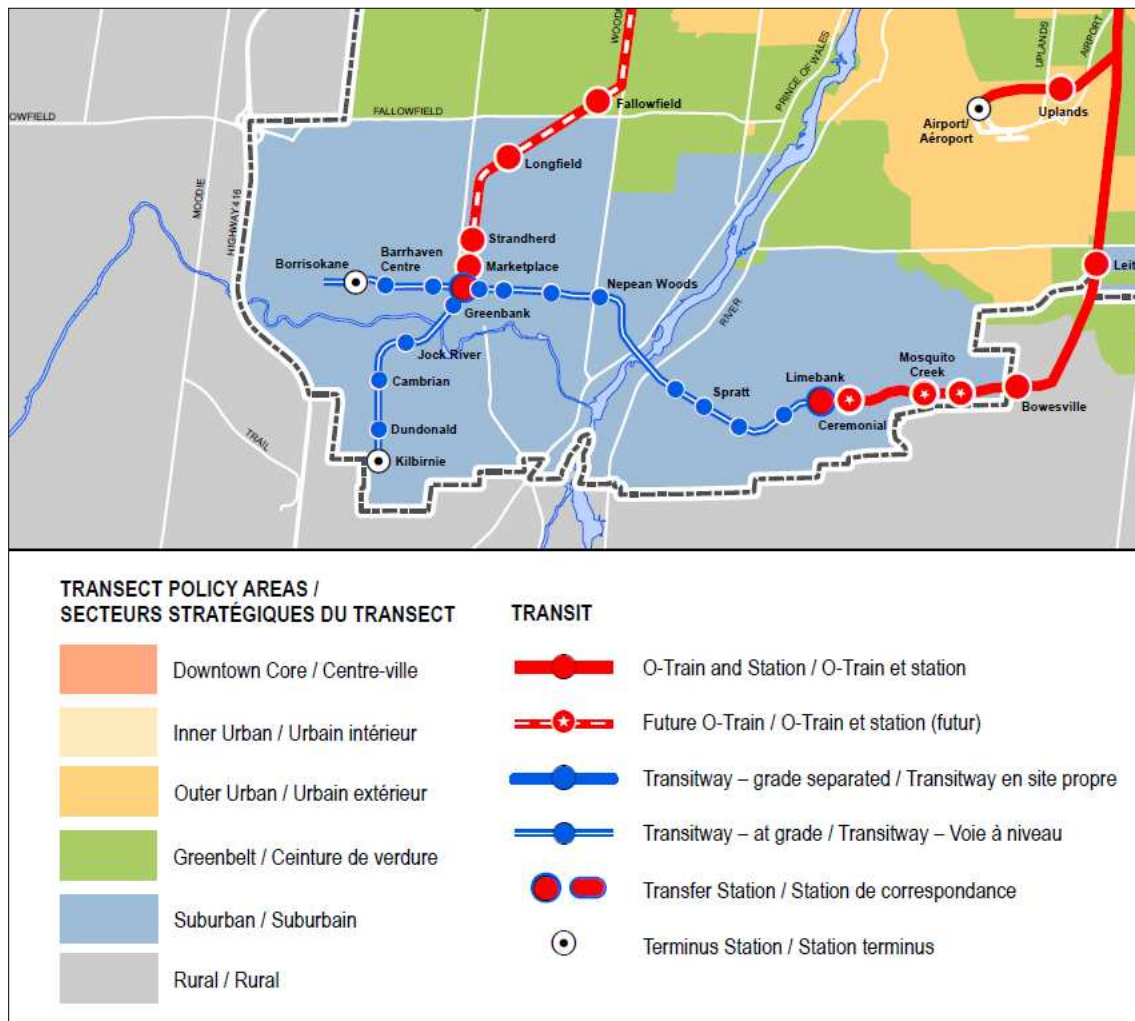 WOODR
PRINCE OF WALES
UPLANDS
AIRPORT
Fallowfield
OWFIELD
FALLOWFIELD
Airport/
Aéroport
Uplands
Longfield
MOODIE
HIGHWAY 416
Strandherd
Borrisokane
Barrhaven
Centre
Marketplace
Leit
Nepean Woods
Greenbank
RIVER
Jock River
Cambrian
Spratt
Limebank
Mosquito
Creek
Ceremonial
Bowesville
Dundonald
TRAIL
Kilbirnie
TRANSECT POLICY AREAS /
SECTEURS STRATÉGIQUES DU TRANSECT
Downtown Core / Centre-ville
Inner Urban / Urbain intérieur
Outer Urban / Urbain extérieur
Greenbelt / Ceinture de verdure
Suburban / Suburbain
Rural / Rural
TRANSIT
O-Train and Station / O-Train et station
Future O-Train / O-Train et station (futur)
Transitway – grade separated / Transitway en site propre
Transitway – at grade / Transitway – Voie à niveau
Transfer Station / Station de correspondance
Terminus Station / Station terminus